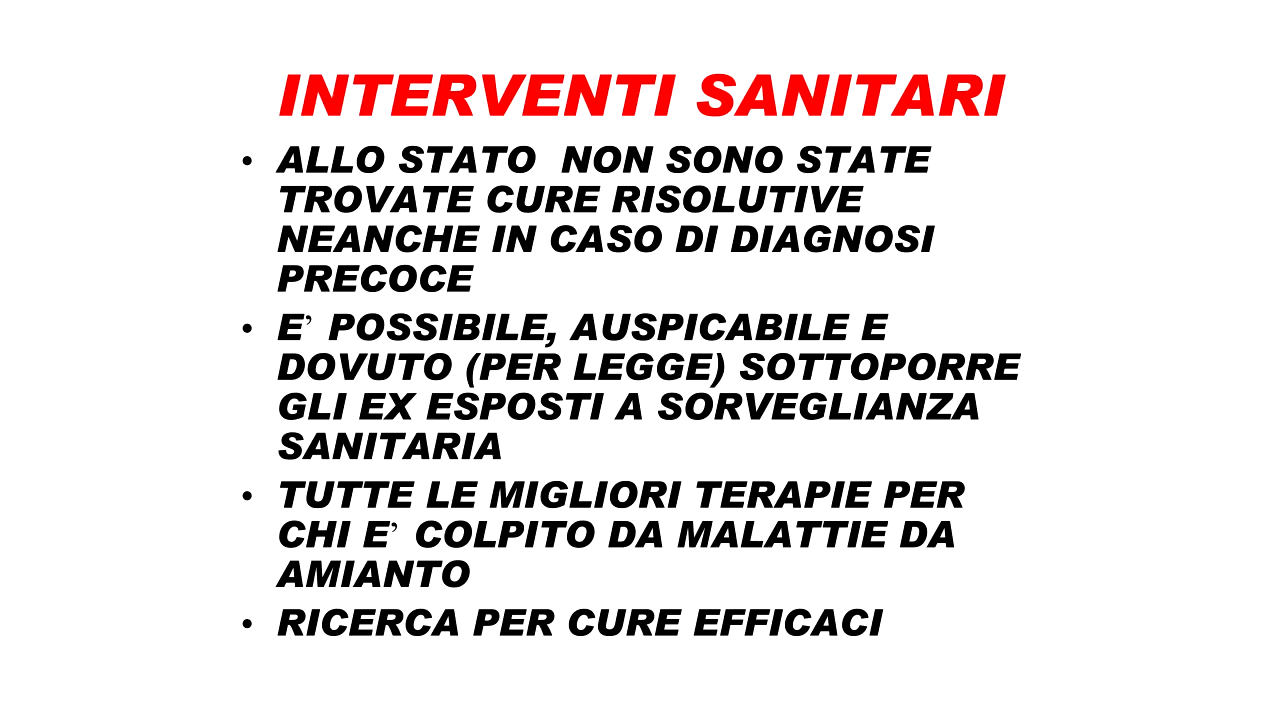 INTERVENTI SANITARI
• ALLO STATO  NON SONO STATE
TROVATE CURE RISOLUTIVE
NEANCHE IN CASO DI DIAGNOSI
PRECOCE
• E’ POSSIBILE, AUSPICABILE E
DOVUTO (PER LEGGE) SOTTOPORRE
GLI EX ESPOSTI A SORVEGLIANZA
SANITARIA
• TUTTE LE MIGLIORI TERAPIE PER
CHI E’ COLPITO DA MALATTIE DA
AMIANTO
• RICERCA PER CURE EFFICACI